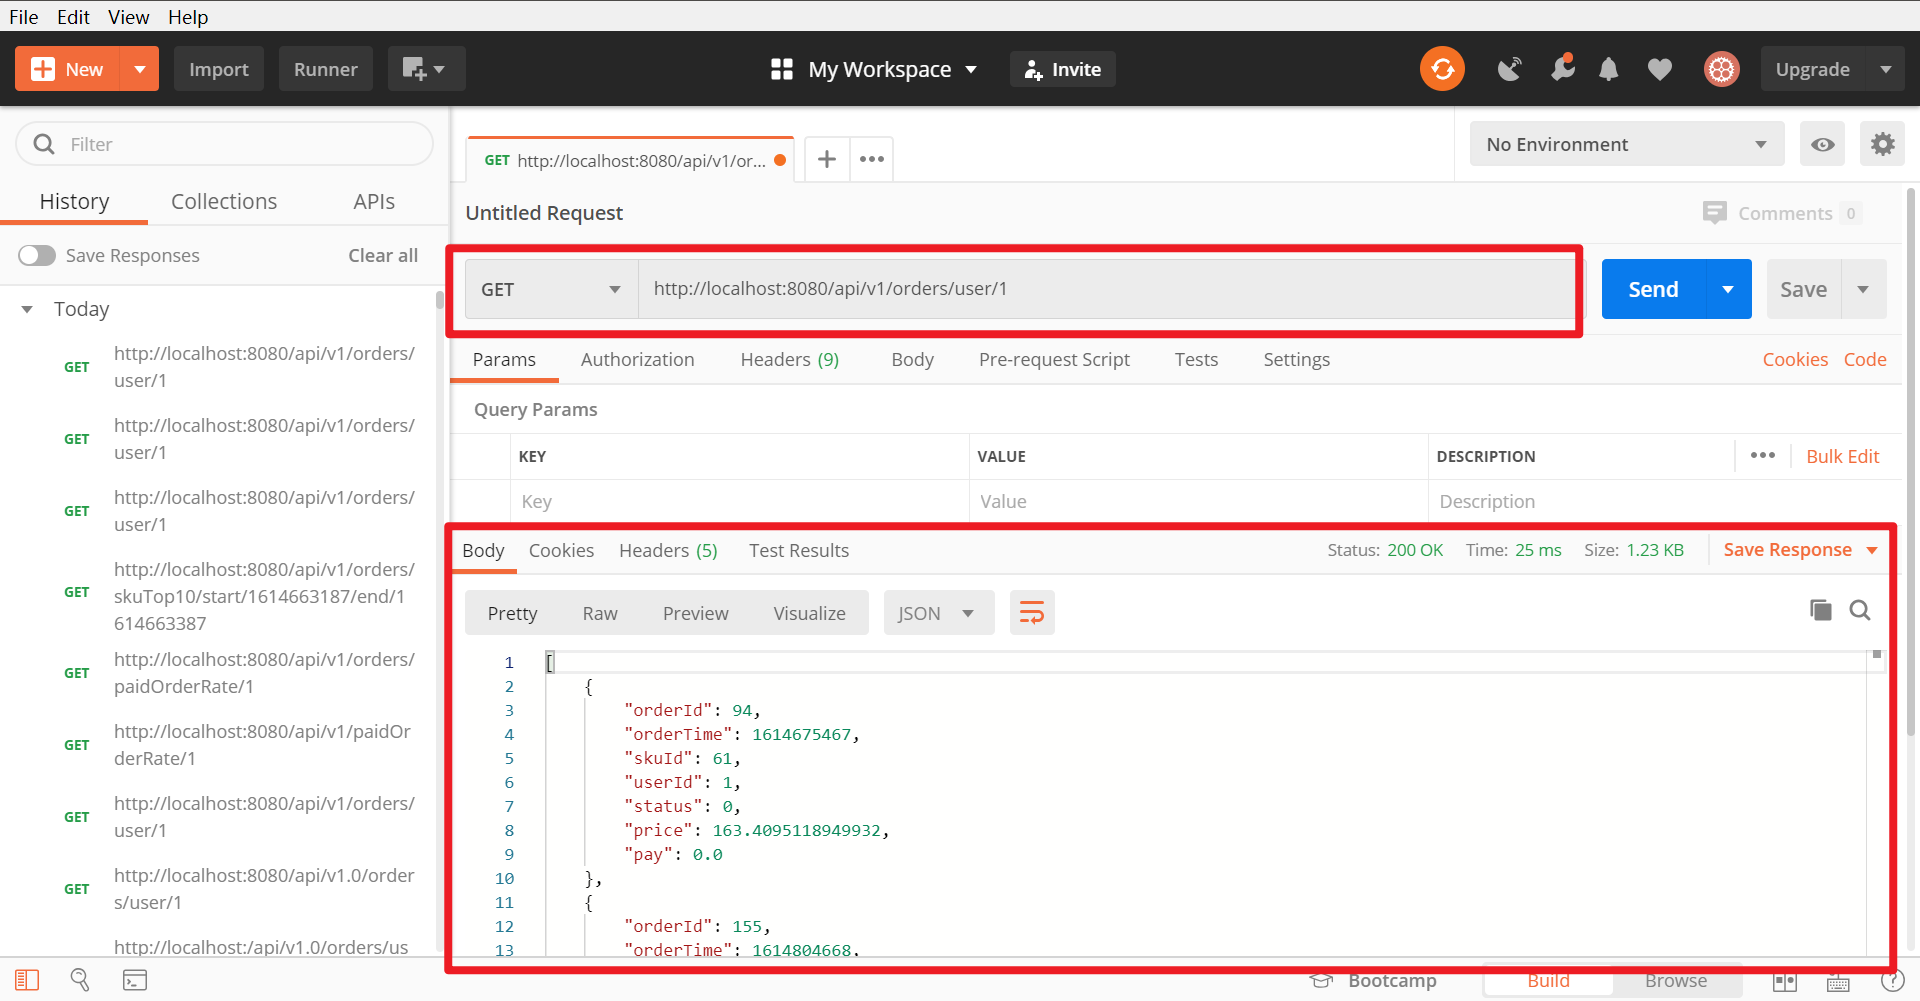 File Edit View Help
New Import Runner My Workspace Invite Upgrade
Filter
History Collections APIs
Save Responses Clear all
Today
GET http://localhost:8080/api/v1/orders/
user/1
GET http://localhost:8080/api/v1/orders/
user/1
GET http://localhost:8080/api/v1/orders/
user/1
GET http://localhost:8080/api/v1/orders/
skuTop10/start/1614663187/end/1
614663387
GET http://localhost:8080/api/v1/orders/
paidOrderRate/1
GET http://localhost:8080/api/v1/paidOr
derRate/1
GET http://localhost:8080/api/v1/orders/
user/1
GET http://localhost:8080/api/v1.0/order
s/user/1
http://localhost:/api/v1.0/orders/us
GET http://localhost:8080/api/v1/or... + •••
No Environment
Untitled Request
Comments 0
GET http://localhost:8080/api/v1/orders/user/1
Send Save
Params Authorization Headers (9) Body Pre-request Script Tests Settings Cookies Code
Query Params
KEY VALUE DESCRIPTION ••• Bulk Edit
Key Value Description
Body Cookies Headers (5) Test Results Status: 200 OK Time: 25 ms Size: 1.23 KB Save Response
Pretty Raw Preview Visualize JSON
1 [
2 {
3 "orderId": 94,
4 "orderTime": 1614675467,
5 "skuId": 61,
6 "userId": 1,
7 "status": 0,
8 "price": 163.4095118949932,
9 "pay": 0.0
10 },
11 {
12 "orderId": 155,
13 "orderTime": 1614804668,
Bootcamp Build Browse ?